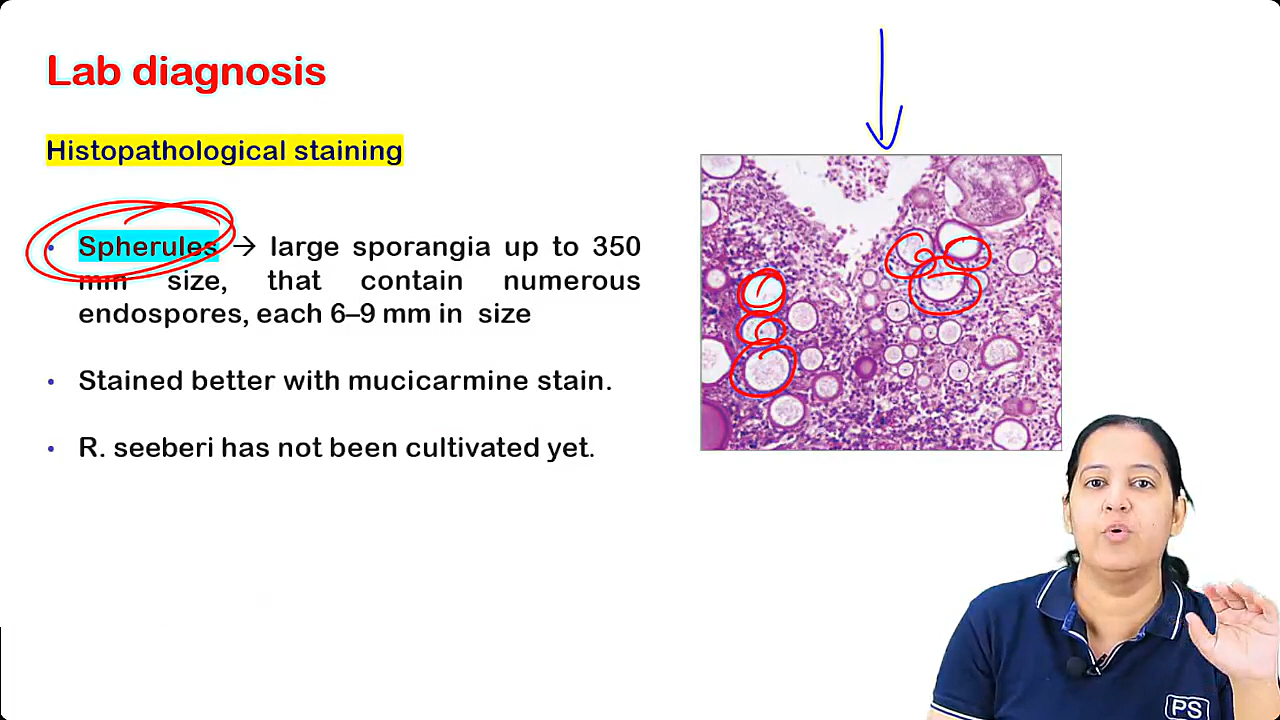 Lab diagnosis
Histopathological staining
• Spherules → large sporangia up to 350
mm size, that contain numerous
endospores, each 6–9 mm in size
• Stained better with mucicarmine stain.
• R. seeberi has not been cultivated yet.
PS